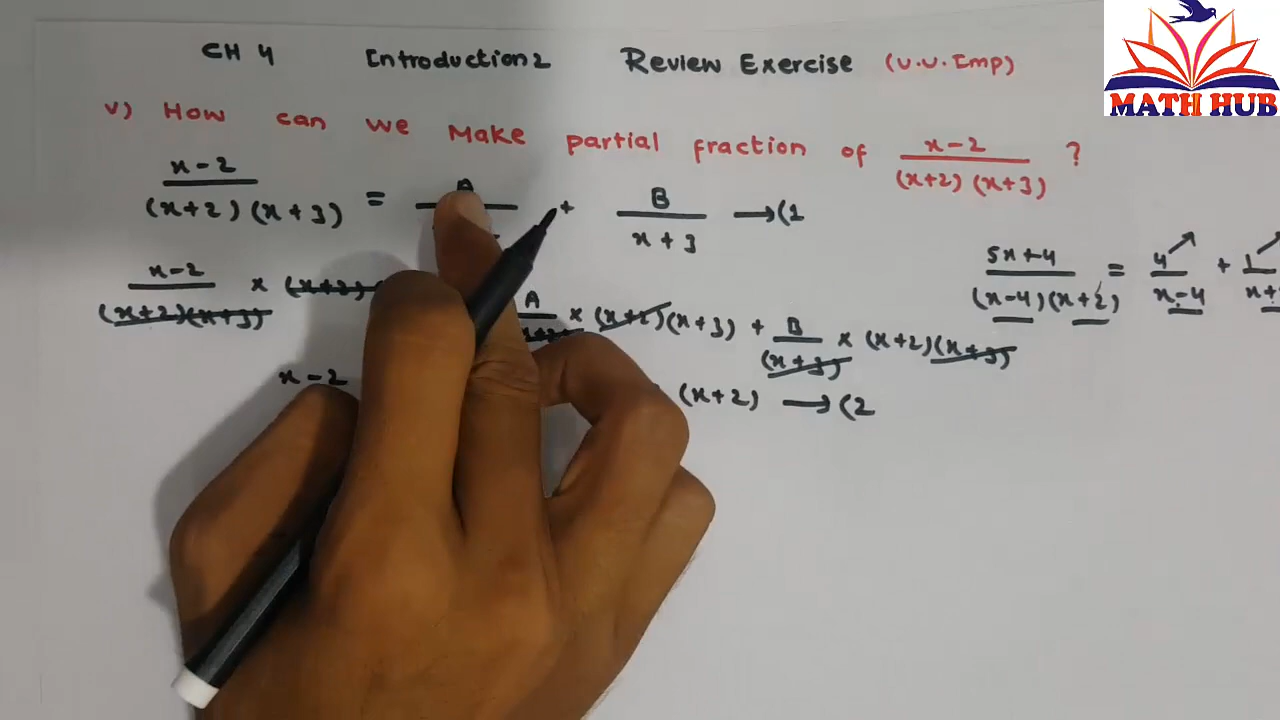 CH 4 Introduction2 Review Exercise (V.V.Imp)
MATH HUB
v) How can we Make partial fraction of x-2/(x+2)(x+3) ?
x-2/(x+2)(x+3) = A + B/x+3 →(1
5x+4/(x-4)(x+2) = 4/x-4 + 1/x+
x-2/(x+2)(x+3) × (x+2) A/x+2 × (x+2)(x+3) + B/(x+3) × (x+2)(x+3)
x-2 (x+2) →(2